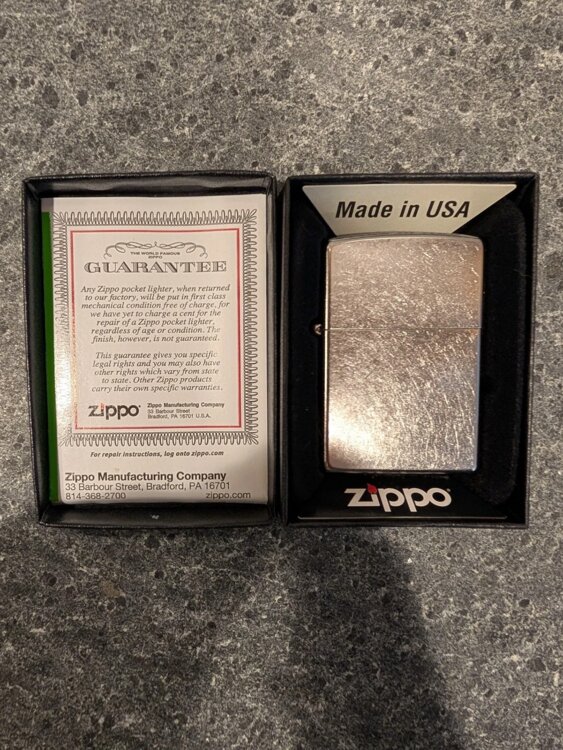 THE WORLD FAMOUS
ZIPPO
GUARANTEE
Any Zippo pocket lighter, when returned
to our factory, will be put in first class
mechanical condition free of charge, for
we have yet to charge a cent for the
repair of a Zippo pocket lighter,
regardless of age or condition. The
finish, however, is not guaranteed.
This guarantee gives you specific
legal rights and you may also have
other rights which vary from state
to state. Other Zippo products
carry their own specific warranties.
zippo
Zippo Manufacturing Company
33 Barbour Street
Bradford, PA 16701 U.S.A.
For repair instructions, log onto zippo.com
Zippo Manufacturing Company
33 Barbour Street, Bradford, PA 16701
814-368-2700 zippo.com
Made in USA
zippo